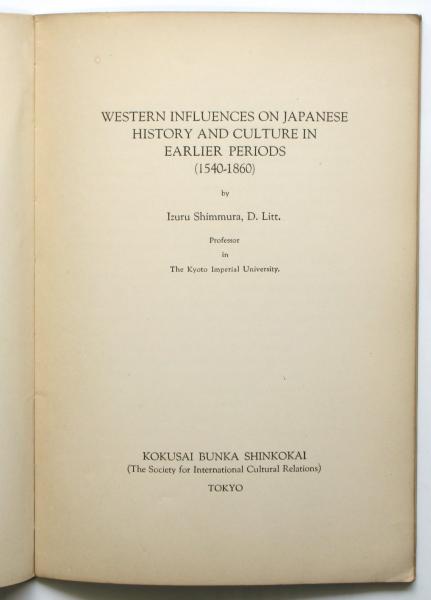 WESTERN INFLUENCES ON JAPANESE
HISTORY AND CULTURE IN
EARLIER PERIODS
(1540-1860)
by
Izuru Shimmura, D. Litt.
Professor
in
The Kyoto Imperial University.
KOKUSAI BUNKA SHINKOKAI
(The Society for International Cultural Relations)
TOKYO